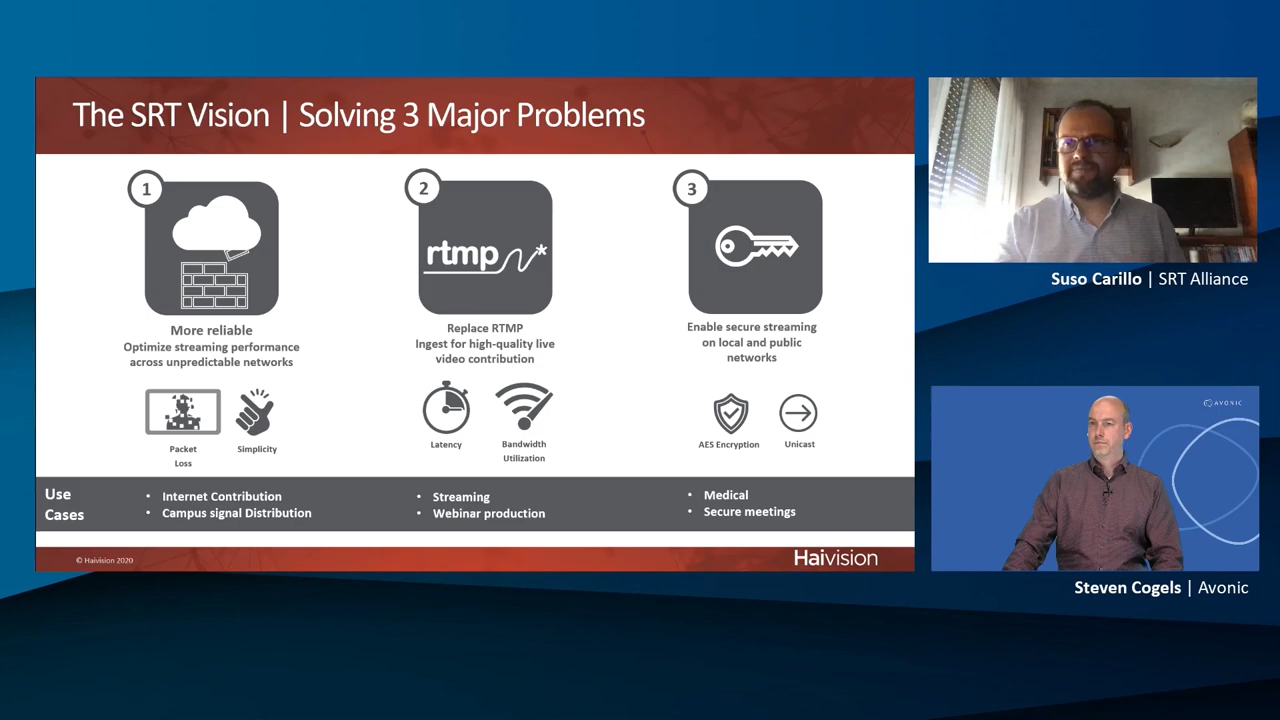 The SRT Vision | Solving 3 Major Problems
1
More reliable
Optimize streaming performance
across unpredictable networks
Packet
Loss
Simplicity
2
rtmp
Replace RTMP
Ingest for high-quality live
video contribution
Latency
Bandwidth
Utilization
3
Enable secure streaming
on local and public
networks
AES Encryption
Unicast
Use
Cases
• Internet Contribution
• Campus signal Distribution
• Streaming
• Webinar production
• Medical
• Secure meetings
© Haivision 2020
Haivision
Suso Carillo | SRT Alliance
AVONIC
Steven Cogels | Avonic